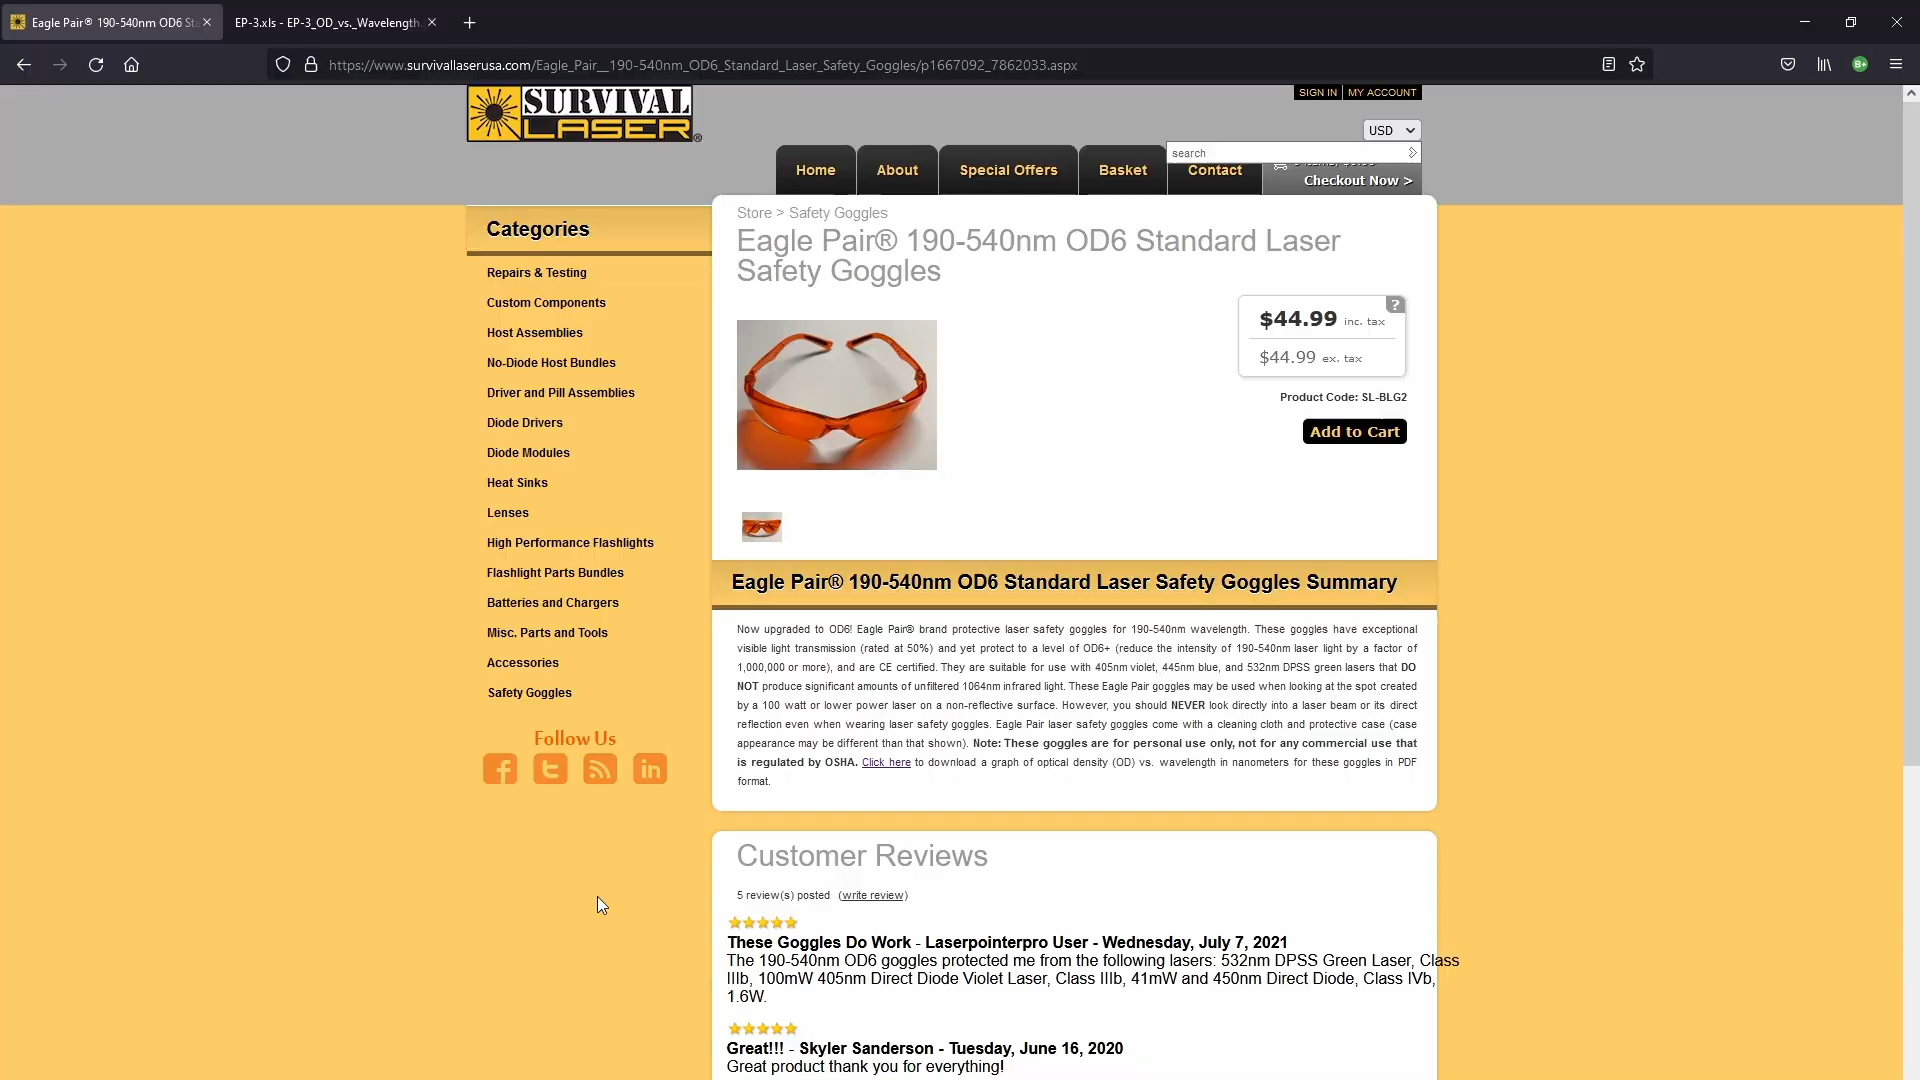 Eagle Pair® 190-540nm OD6 Sta
EP-3.xls - EP-3_OD_vs._Wavelength
https://www.survivallaserusa.com/Eagle_Pair__190-540nm_OD6_Standard_Laser_Safety_Goggles/p1667092_7862033.aspx
SURVIVAL
LASER®
SIGN IN MY ACCOUNT
USD
search
Home About Special Offers Basket Contact
Checkout Now >
Categories
Repairs & Testing
Custom Components
Host Assemblies
No-Diode Host Bundles
Driver and Pill Assemblies
Diode Drivers
Diode Modules
Heat Sinks
Lenses
High Performance Flashlights
Flashlight Parts Bundles
Batteries and Chargers
Misc. Parts and Tools
Accessories
Safety Goggles
Follow Us
Store > Safety Goggles
Eagle Pair® 190-540nm OD6 Standard Laser
Safety Goggles
?
$44.99 inc. tax
$44.99 ex. tax
Product Code: SL-BLG2
Add to Cart
Eagle Pair® 190-540nm OD6 Standard Laser Safety Goggles Summary
Now upgraded to OD6! Eagle Pair® brand protective laser safety goggles for 190-540nm wavelength. These goggles have exceptional
visible light transmission (rated at 50%) and yet protect to a level of OD6+ (reduce the intensity of 190-540nm laser light by a factor of
1,000,000 or more), and are CE certified. They are suitable for use with 405nm violet, 445nm blue, and 532nm DPSS green lasers that DO
NOT produce significant amounts of unfiltered 1064nm infrared light. These Eagle Pair goggles may be used when looking at the spot created
by a 100 watt or lower power laser on a non-reflective surface. However, you should NEVER look directly into a laser beam or its direct
reflection even when wearing laser safety goggles. Eagle Pair laser safety goggles come with a cleaning cloth and protective case (case
appearance may be different than that shown). Note: These goggles are for personal use only, not for any commercial use that
is regulated by OSHA. Click here to download a graph of optical density (OD) vs. wavelength in nanometers for these goggles in PDF
format.
Customer Reviews
5 review(s) posted (write review)
These Goggles Do Work - Laserpointerpro User - Wednesday, July 7, 2021
The 190-540nm OD6 goggles protected me from the following lasers: 532nm DPSS Green Laser, Class
IIIb, 100mW 405nm Direct Diode Violet Laser, Class IIIb, 41mW and 450nm Direct Diode, Class IVb,
1.6W.
Great!!! - Skyler Sanderson - Tuesday, June 16, 2020
Great product thank you for everything!